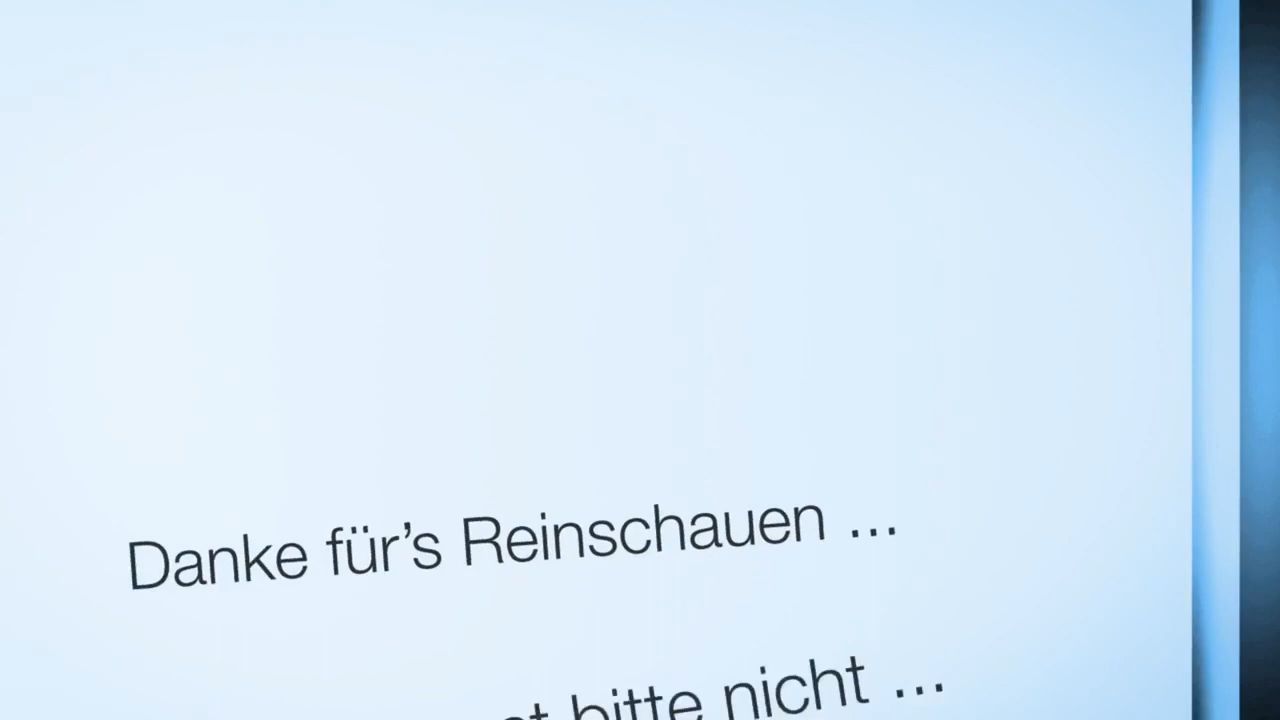 Danke für’s Reinschauen ...
bitte nicht ...